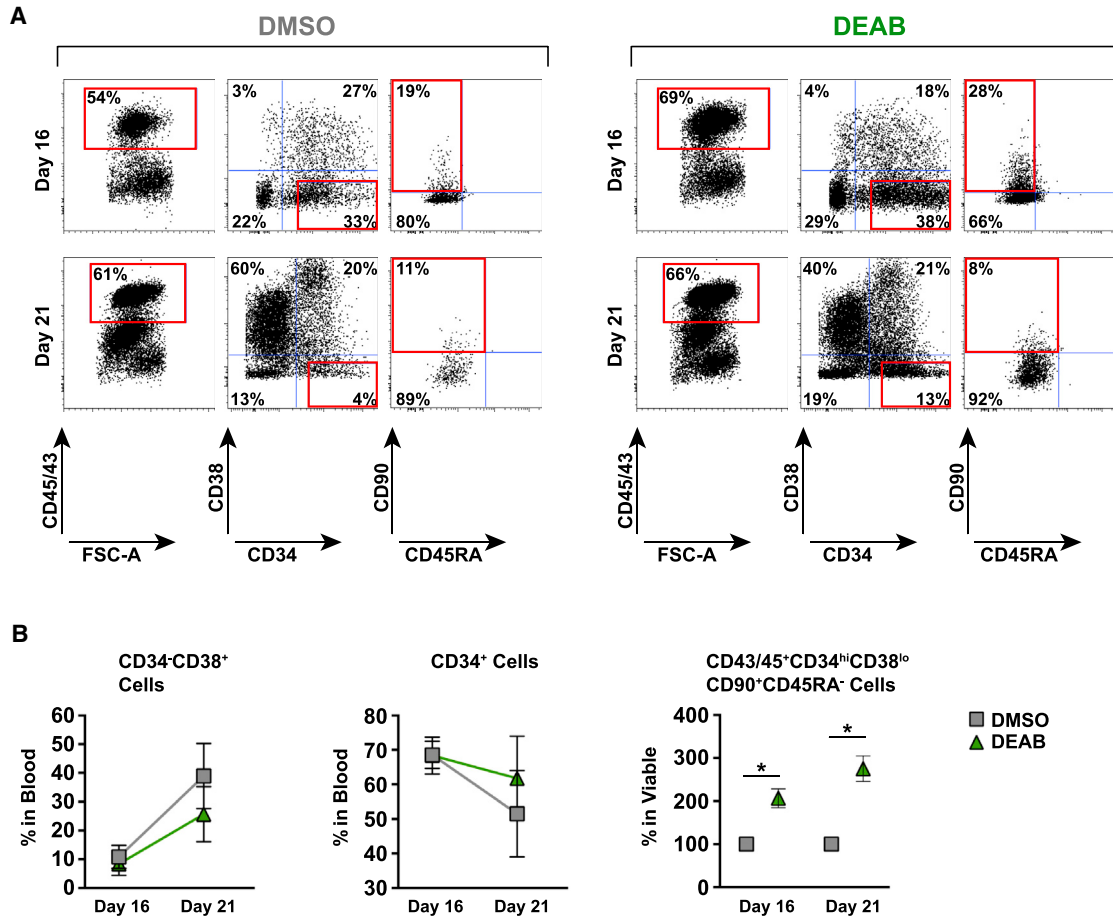 A
DMSO
DEAB
Day 16
54%
3% 27%
22% 33%
19%
80%
69%
4% 18%
29% 38%
28%
66%
Day 21
61%
60% 20%
13% 4%
11%
89%
66%
40% 21%
19% 13%
8%
92%
CD45/43
FSC-A
CD38
CD34
CD90
CD45RA
CD45/43
FSC-A
CD38
CD34
CD90
CD45RA
Day 16
Day 21
B
CD34-CD38+
Cells
% in Blood
60
50
40
30
20
10
0
Day 16 Day 21
CD34+ Cells
% in Blood
80
70
60
50
40
30
Day 16 Day 21
CD43/45+CD34hiCD38lo
CD90+CD45RA- Cells
% in Viable
400
300
200
100
0
* *
Day 16 Day 21
DMSO
DEAB